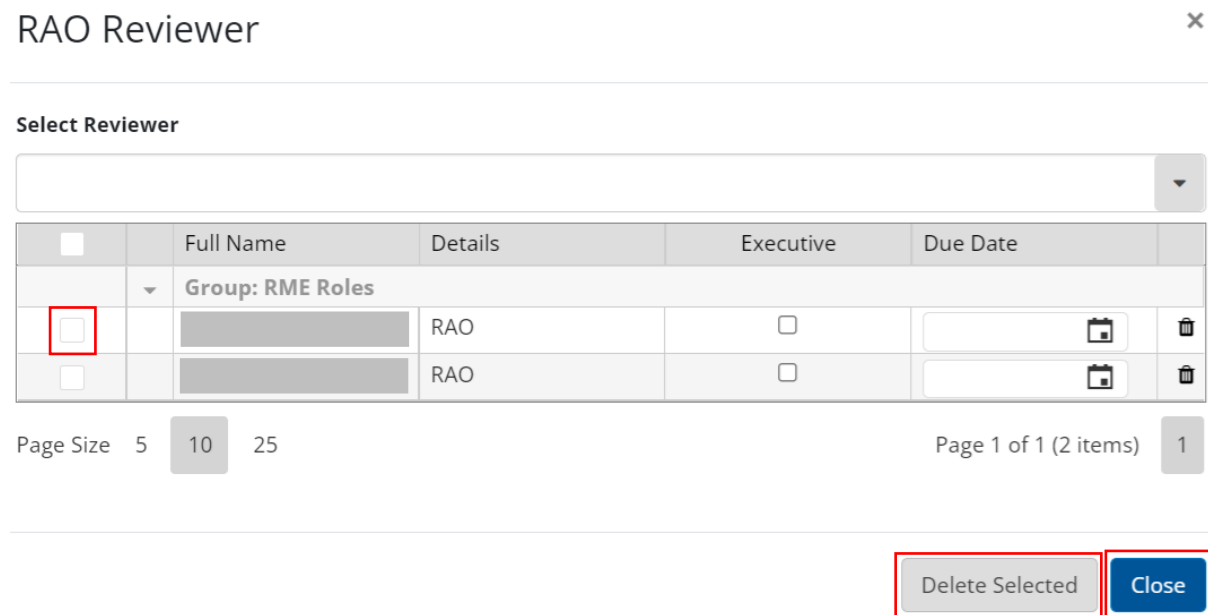 RAO Reviewer ×
Select Reviewer
Full Name Details Executive Due Date
Group: RME Roles
RAO
RAO
Page Size 5 10 25 Page 1 of 1 (2 items) 1
Delete Selected Close